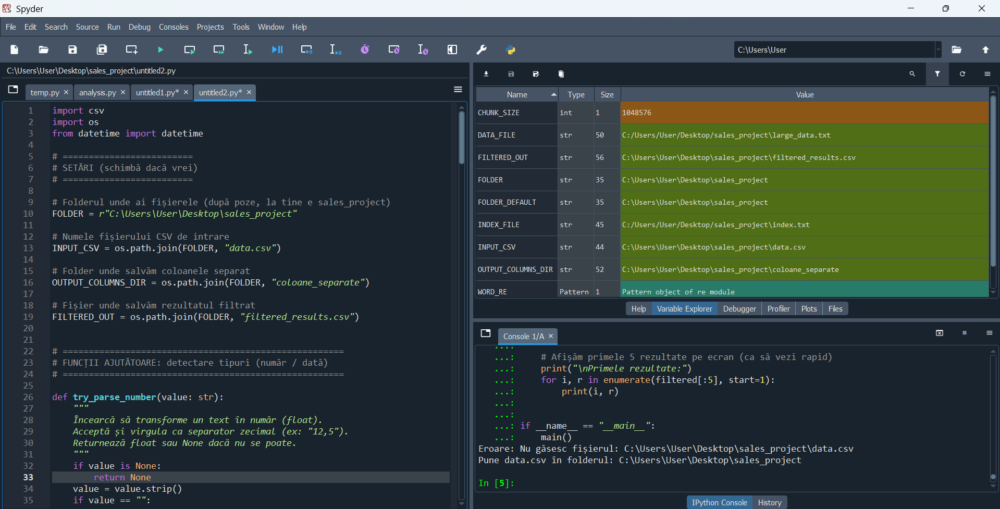 Spyder
File Edit Search Source Run Debug Consoles Projects Tools Window Help
C:\Users\User
C:\Users\User\Desktop\sales_project\untitled2.py
temp.py analysis.py untitled1.py* untitled2.py*
1 import csv
2 import os
3 from datetime import datetime
4
5 # =========================
6 # SETĂRI (schimbă dacă vrei)
7 # =========================
8
9 # Folderul unde ai fișierele (după poze, la tine e sales_project)
10 FOLDER = r"C:\Users\User\Desktop\sales_project"
11
12 # Numele fișierului CSV de intrare
13 INPUT_CSV = os.path.join(FOLDER, "data.csv")
14
15 # Folder unde salvăm coloanele separat
16 OUTPUT_COLUMNS_DIR = os.path.join(FOLDER, "coloane_separate")
17
18 # Fișier unde salvăm rezultatul filtrat
19 FILTERED_OUT = os.path.join(FOLDER, "filtered_results.csv")
20
21
22 # ======================================================
23 # FUNCȚII AJUTĂTOARE: detectare tipuri (număr / dată)
24 # ======================================================
25
26 def try_parse_number(value: str):
27 """
28 Încearcă să transforme un text în număr (float).
29 Acceptă și virgula ca separator zecimal (ex: "12,5").
30 Returnează float sau None dacă nu se poate.
31 """
32 if value is None:
33 return None
34 value = value.strip()
35 if value == "":
Name Type Size Value
CHUNK_SIZE int 1 1048576
DATA_FILE str 50 C:/Users/User/Desktop/sales_project\large_data.txt
FILTERED_OUT str 56 C:\Users\User\Desktop\sales_project\filtered_results.csv
FOLDER str 35 C:\Users\User\Desktop\sales_project
FOLDER_DEFAULT str 35 C:\Users\User\Desktop\sales_project
INDEX_FILE str 45 C:/Users/User/Desktop/sales_project\index.txt
INPUT_CSV str 44 C:\Users\User\Desktop\sales_project\data.csv
OUTPUT_COLUMNS_DIR str 52 C:\Users\User\Desktop\sales_project\coloane_separate
WORD_RE Pattern 1 Pattern object of re module
Help Variable Explorer Debugger Profiler Plots Files
Console 1/A
...:
...: # Afișăm primele 5 rezultate pe ecran (ca să vezi rapid)
...: print("\nPrimele rezultate:")
...: for i, r in enumerate(filtered[:5], start=1):
...: print(i, r)
...:
...:
...: if __name__ == "__main__":
...: main()
Eroare: Nu găsesc fișierul: C:\Users\User\Desktop\sales_project\data.csv
Pune data.csv în folderul: C:\Users\User\Desktop\sales_project
In [5]:
IPython Console History